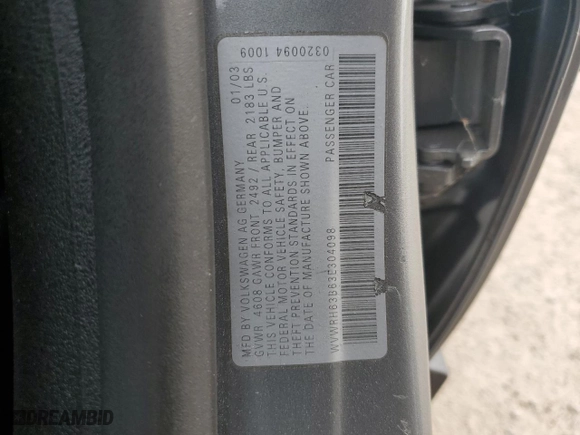 0320094 1009
MFD BY VOLKSWAGEN AG GERMANY 01/03
GVWR 4608 GAWR FRONT 2492 / REAR 2183 LBS
THIS VEHICLE CONFORMS TO ALL APPLICABLE U.S.
FEDERAL MOTOR VEHICLE SAFETY, BUMPER AND
THEFT PREVENTION STANDARDS IN EFFECT ON
DATE OF MANUFACTURE SHOWN ABOVE.
WVWRH63B63E304098 PASSENGER CAR
DREAMBID